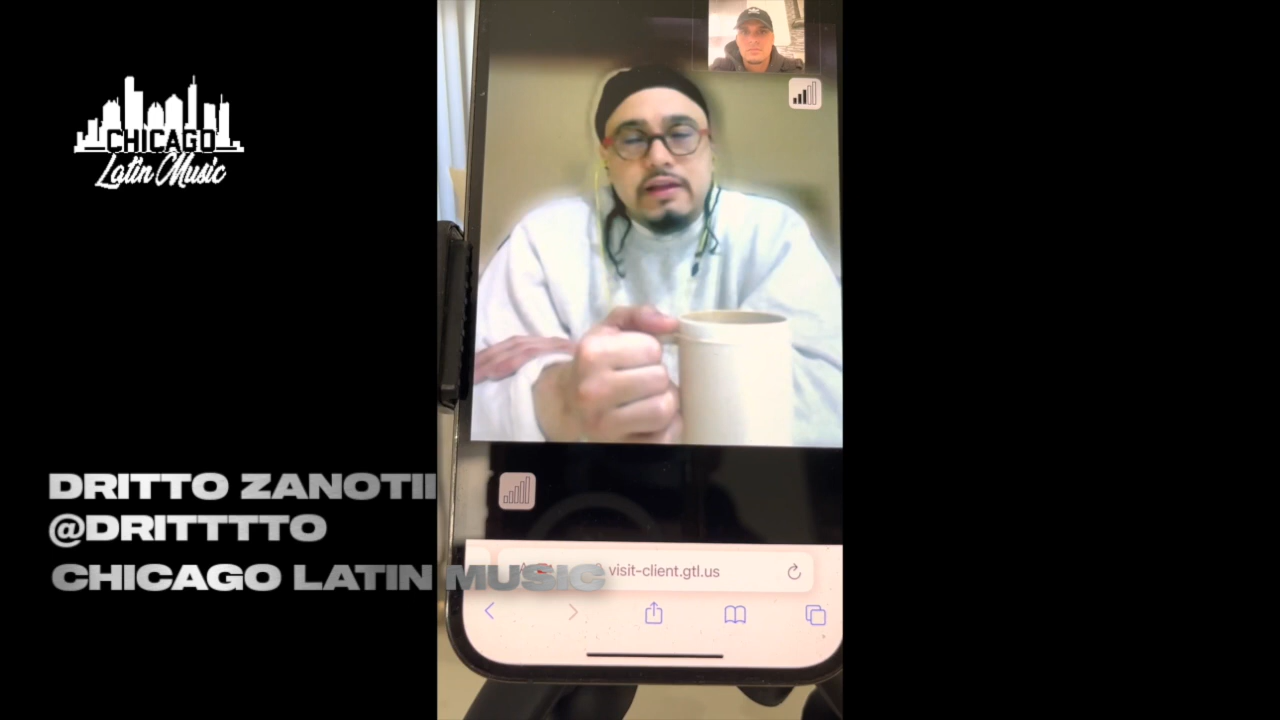 CHICAGO
Latin Music
DRITTO ZANOTII
@DRITTTTO
CHICAGO LATIN MUSIC
visit-client.gtl.us